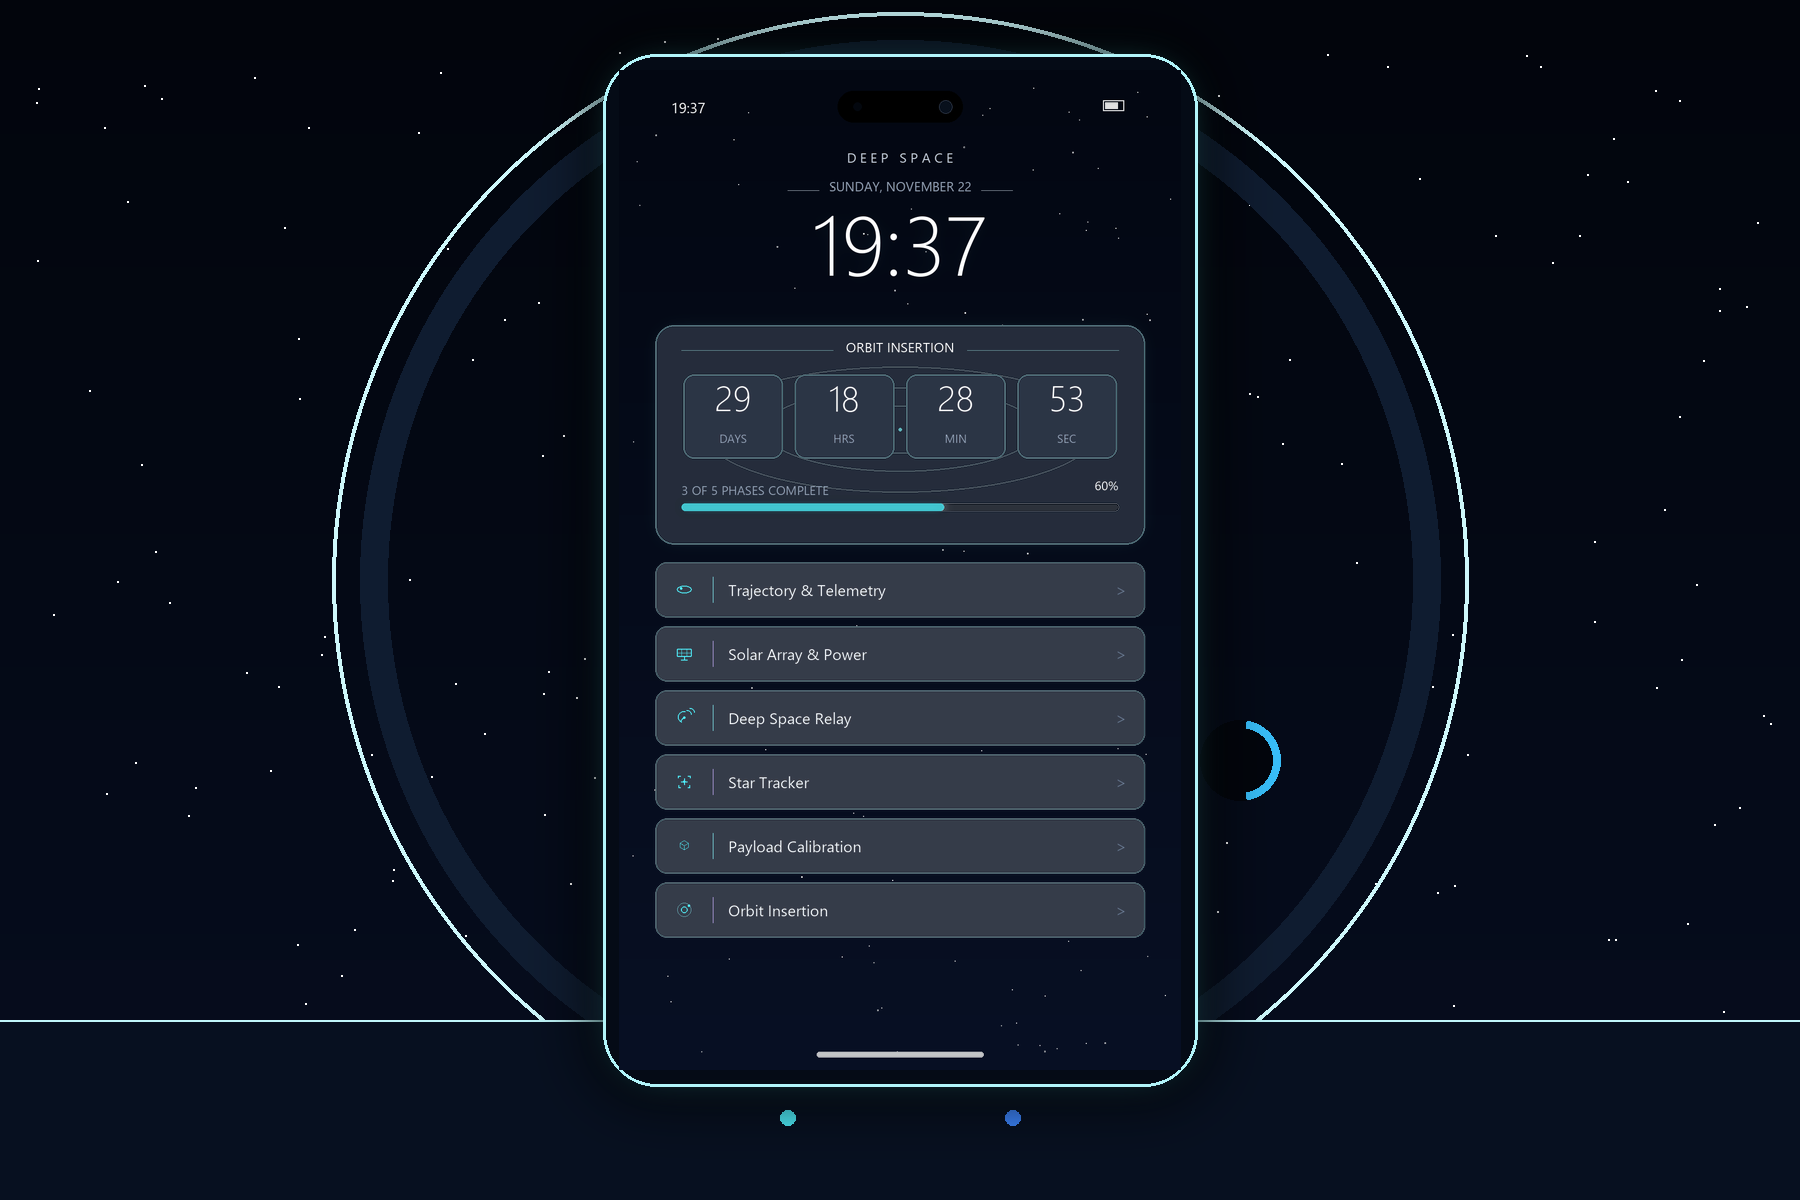 19:37
DEEP SPACE
SUNDAY, NOVEMBER 22
19:37
ORBIT INSERTION
29 18 28 53
DAYS HRS MIN SEC
3 OF 5 PHASES COMPLETE 60%
Trajectory & Telemetry >
Solar Array & Power >
Deep Space Relay >
Star Tracker >
Payload Calibration >
Orbit Insertion >